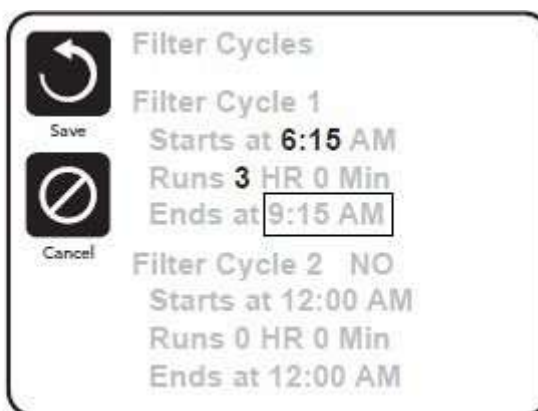 Filter Cycles
Save
Filter Cycle 1
Starts at 6:15 AM
Runs 3 HR 0 Min
Ends at 9:15 AM
Cancel
Filter Cycle 2 NO
Starts at 12:00 AM
Runs 0 HR 0 Min
Ends at 12:00 AM